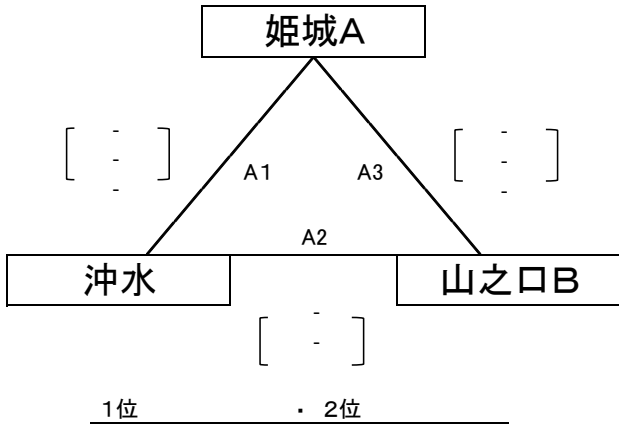 姫城A
[ - ] [ - ]
[ - ] [ - ]
- -
A1 A3
A2
沖水 山之口B
-
[ - ]
1位 ・ 2位